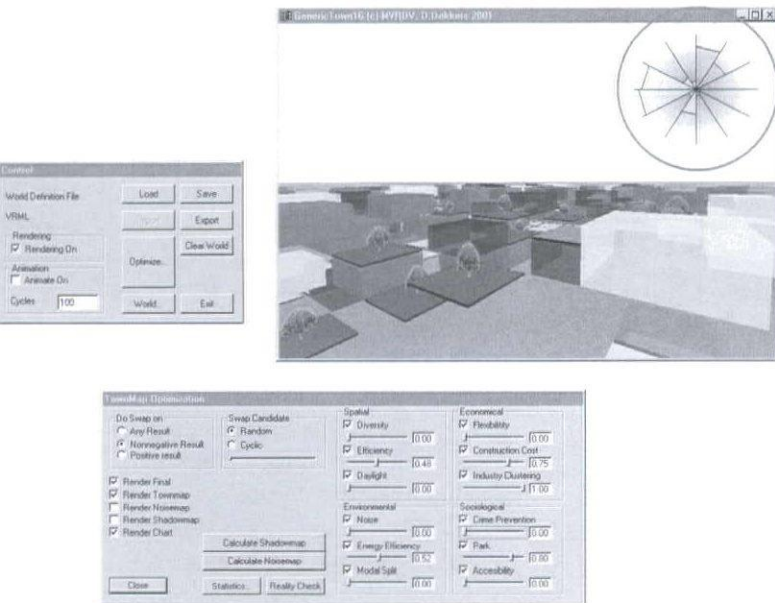 GenericTown16 (c) MVRDV, D.Dekkers 2001
Control
World Definition File
Load
Save
VRML
Export
Rendering
Rendering On
Clear World
Optimize...
Animation
Animate On
Cycles
100
World...
Exit
TownMap Optimization
Do Swap on
Any Result
Nonnegative Result
Positive result
Swap Candidate
Random
Cyclic
Render Final
Render Townmap
Render Noisemap
Render Shadowmap
Render Chart
Calculate Shadowmap
Calculate Noisemap
Close
Statistics...
Reality Check
Spatial
Diversity
0.00
Efficiency
0.48
Daylight
0.00
Economical
Flexibility
0.00
Construction Cost
0.75
Industry Clustering
1.00
Environmental
Noise
0.00
Energy Efficiency
0.52
Modal Split
0.00
Sociological
Crime Prevention
0.00
Park
0.80
Accesibility
0.00